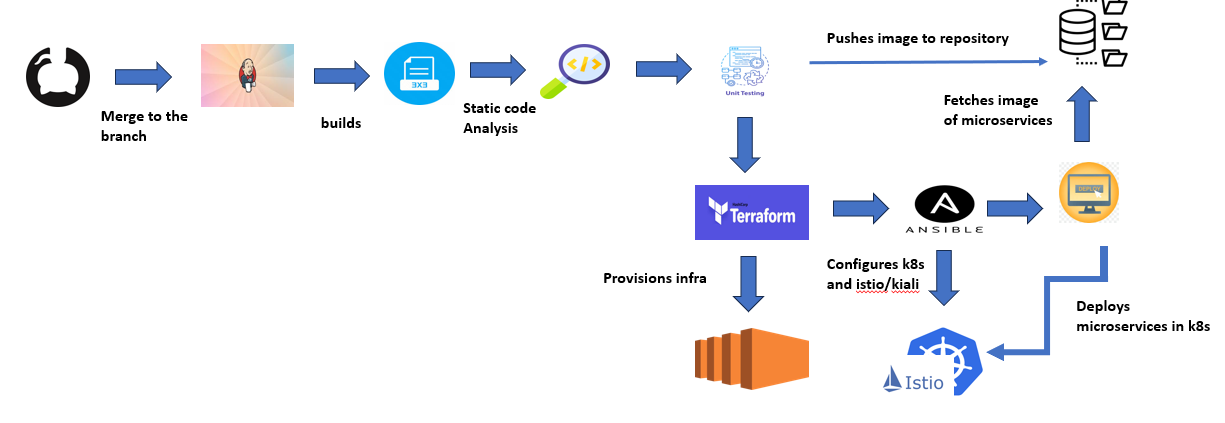 Pushes image to repository
Merge to the
branch
builds
EXE
Static code
Analysis
</>
Unit Testing
Fetches image
of microservices
Terraform
ANSIBLE
DEPLOY
Provisions infra
Configures k8s
and istio/kiali
Deploys
microservices in k8s
Istio